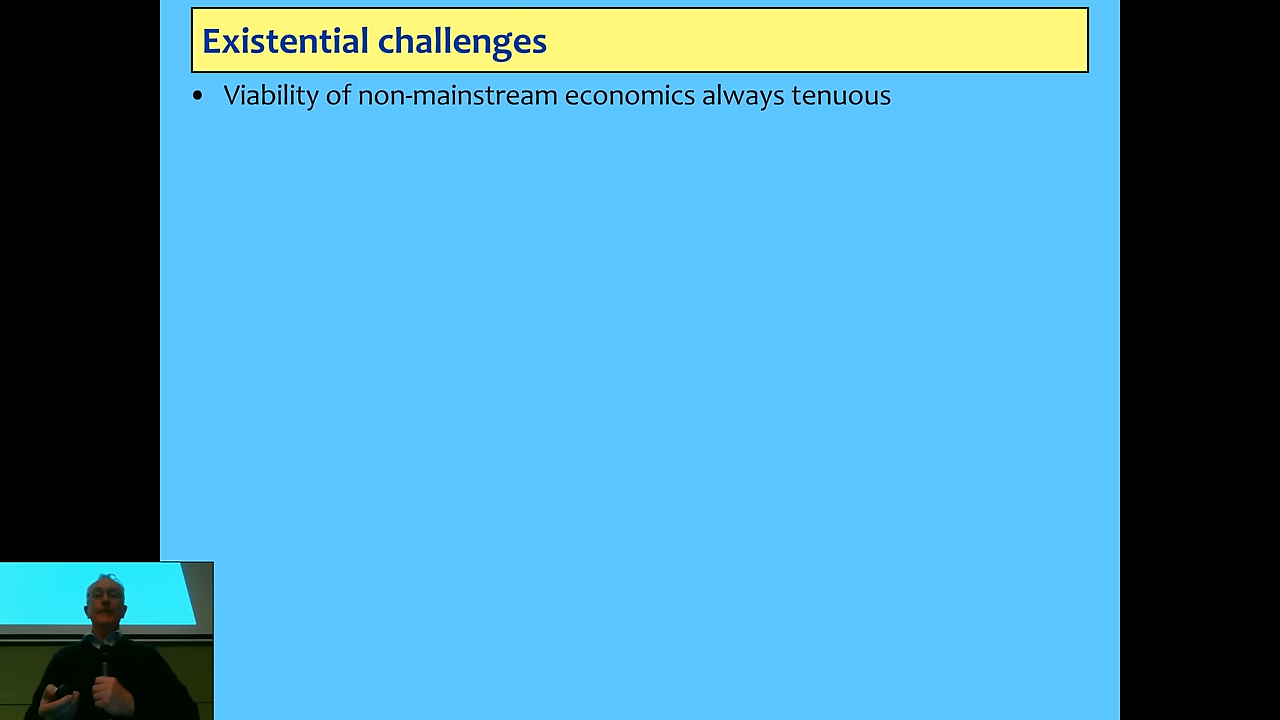 Existential challenges
• Viability of non-mainstream economics always tenuous